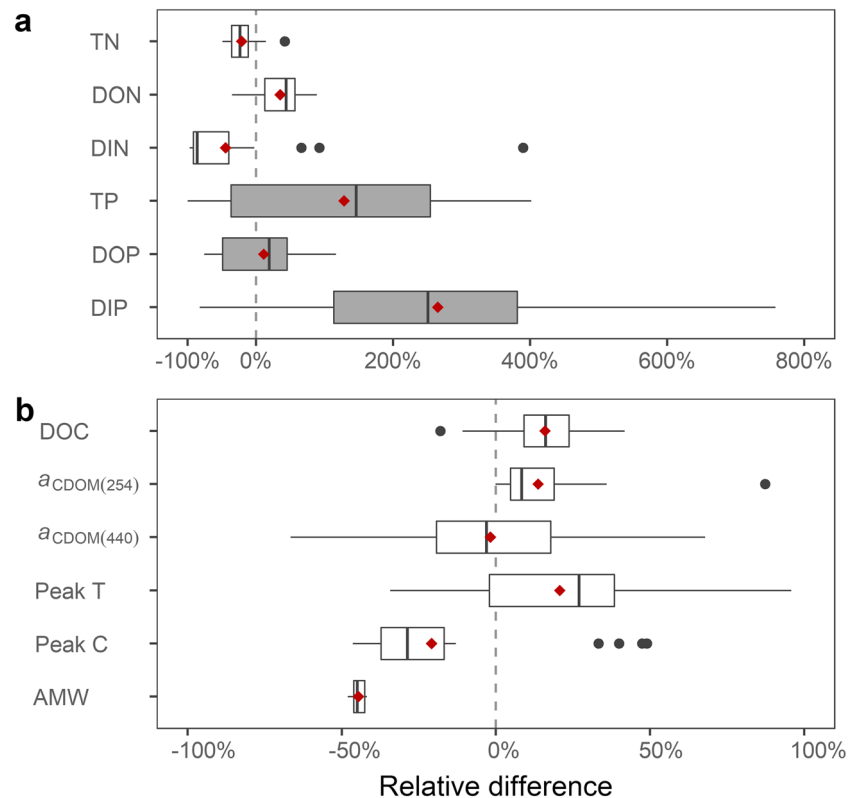 a
TN
DON
DIN
TP
DOP
DIP
-100% 0% 200% 400% 600% 800%
b
DOC
aCDOM(254)
aCDOM(440)
Peak T
Peak C
AMW
-100% -50% 0% 50% 100%
Relative difference